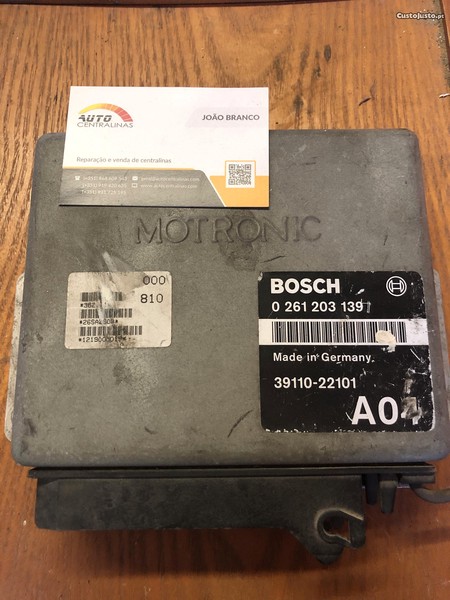 CustoJusto.pt
AUTO
CENTRALINAS
JOÃO BRANCO
Reparação e venda de centralinas
MOTRONIC
000
810
BOSCH
0 261 203 139
Made in Germany.
39110-22101
A04